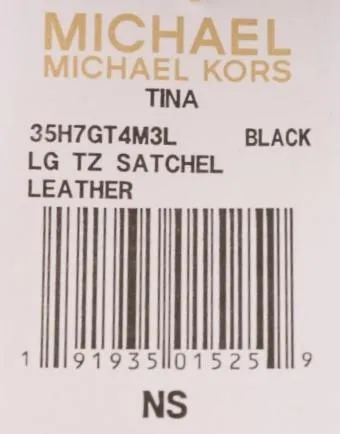 MICHAEL
MICHAEL KORS
TINA
35H7GT4M3L BLACK
LG TZ SATCHEL
LEATHER
1 91935 01525 9
NS